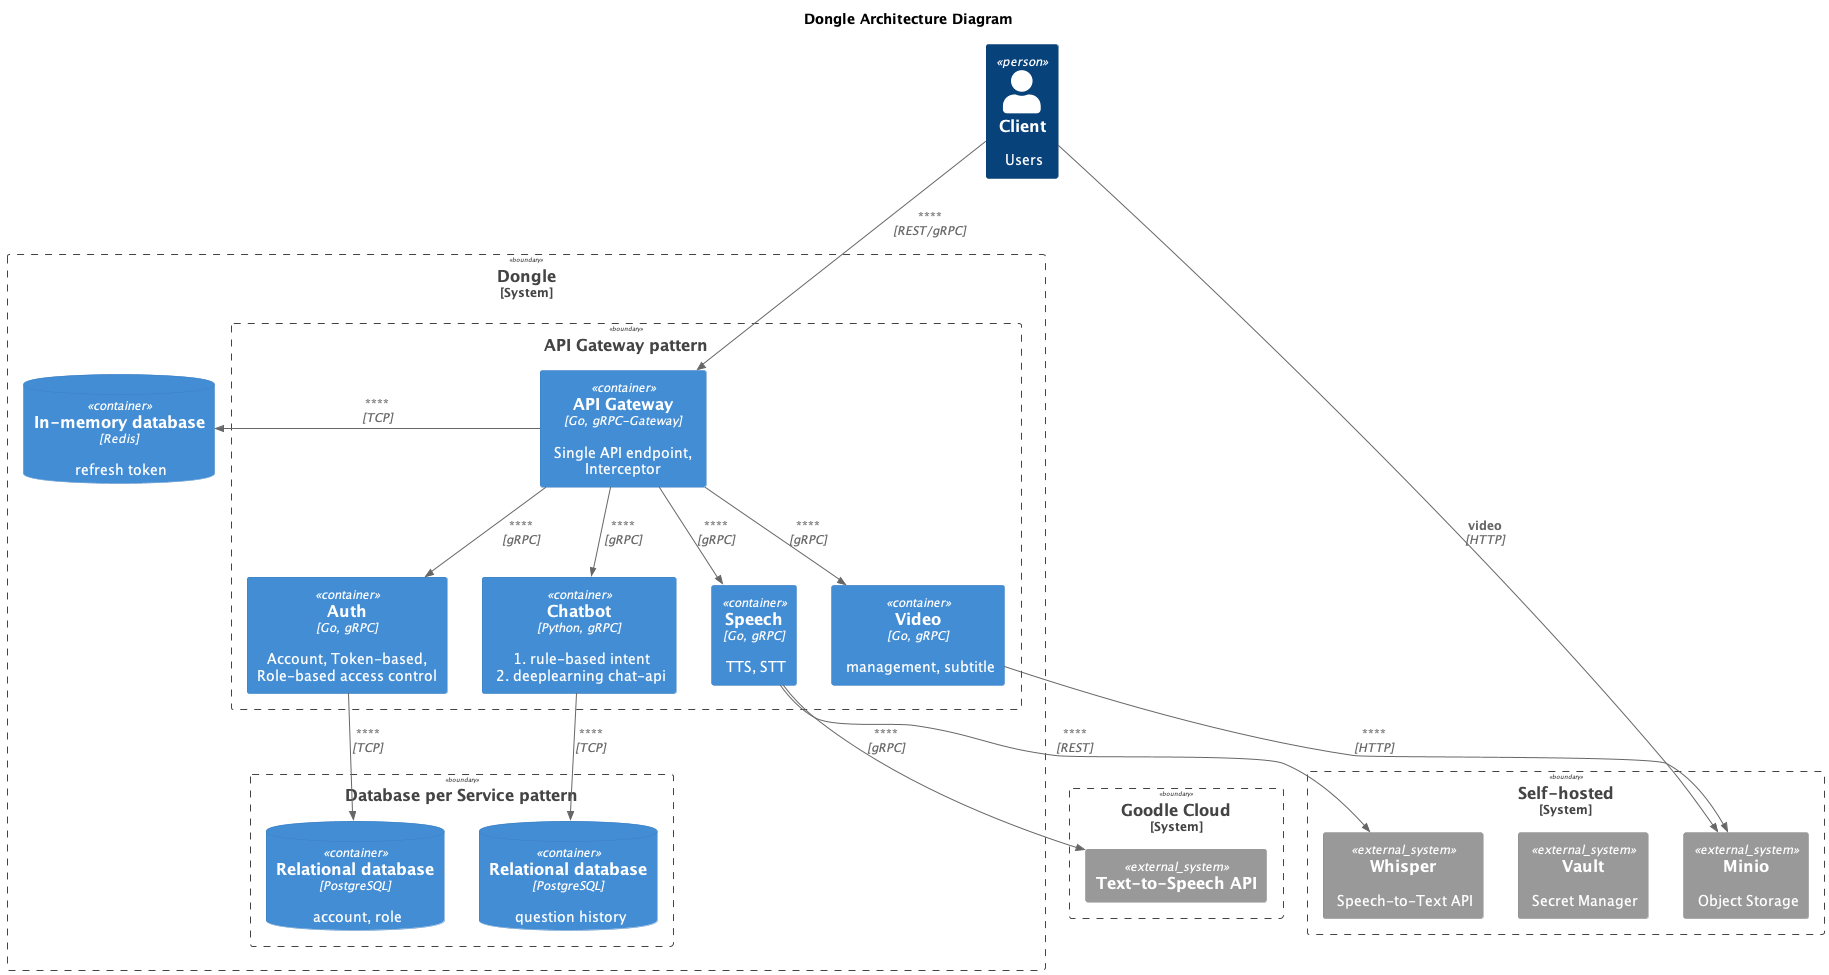 Dongle Architecture Diagram
«person»
Client
Users
****
[REST/gRPC]
«boundary»
Dongle
[System]
«boundary»
API Gateway pattern
«container»
API Gateway
[Go, gRPC-Gateway]
Single API endpoint,
Interceptor
****
[TCP]
«container»
In-memory database
[Redis]
refresh token
****
[gRPC]
****
[gRPC]
****
[gRPC]
****
[gRPC]
video
[HTTP]
«container»
Auth
[Go, gRPC]
Account, Token-based,
Role-based access control
«container»
Chatbot
[Python, gRPC]
1. rule-based intent
2. deeplearning chat-api
«container»
Speech
[Go, gRPC]
TTS, STT
«container»
Video
[Go, gRPC]
management, subtitle
****
[TCP]
****
[TCP]
****
[gRPC]
****
[REST]
****
[HTTP]
«boundary»
Database per Service pattern
«container»
Relational database
[PostgreSQL]
account, role
«container»
Relational database
[PostgreSQL]
question history
«boundary»
Goodle Cloud
[System]
«external_system»
Text-to-Speech API
«boundary»
Self-hosted
[System]
«external_system»
Whisper
Speech-to-Text API
«external_system»
Vault
Secret Manager
«external_system»
Minio
Object Storage